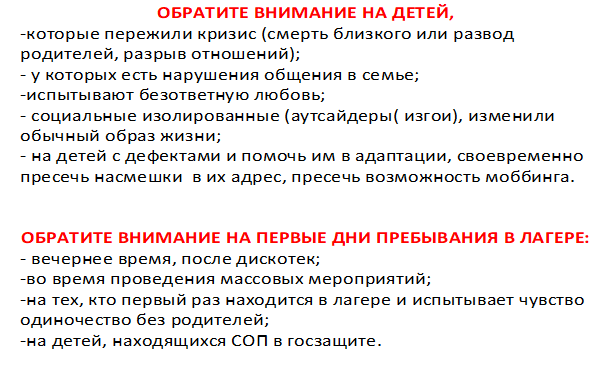 ОБРАТИТЕ ВНИМАНИЕ НА ДЕТЕЙ,
-которые пережили кризис (смерть близкого или развод
родителей, разрыв отношений);
- у которых есть нарушения общения в семье;
-испытывают безответную любовь;
- социальные изолированные (аутсайдеры( изгои), изменили
обычный образ жизни;
- на детей с дефектами и помочь им в адаптации, своевременно
пресечь насмешки  в их адрес, пресечь возможность моббинга.
ОБРАТИТЕ ВНИМАНИЕ НА ПЕРВЫЕ ДНИ ПРЕБЫВАНИЯ В ЛАГЕРЕ:
- вечернее время, после дискотек;
-во время проведения массовых мероприятий;
-на тех, кто первый раз находится в лагере и испытывает чувство
одиночество без родителей;
-на детей, находящихся СОП в госзащите.